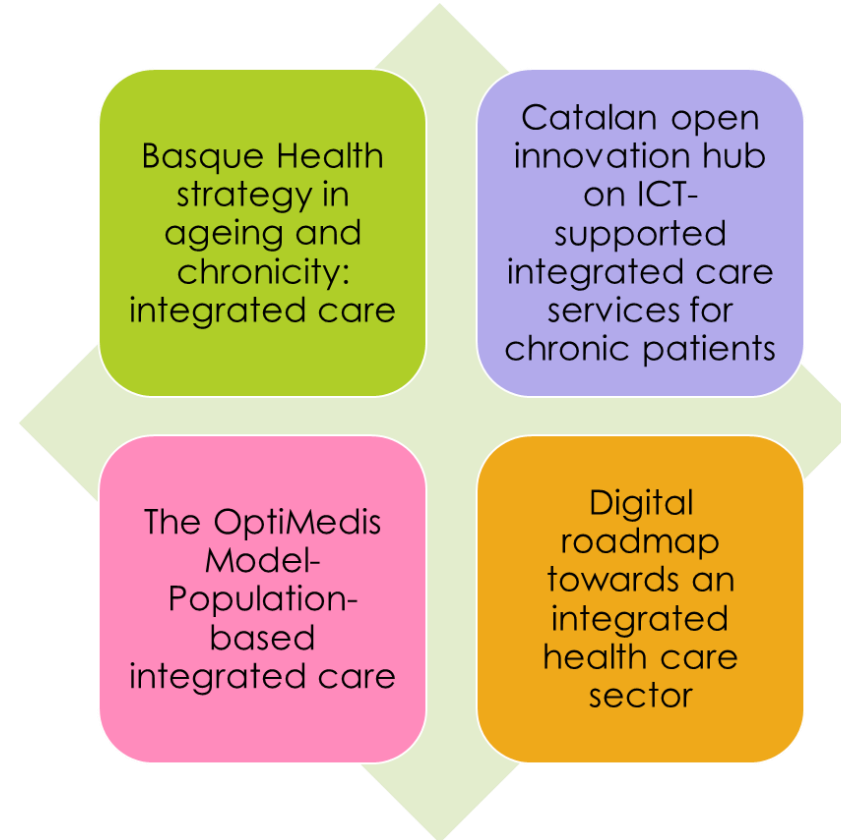 Basque Health
strategy in
ageing and
chronicity:
integrated care
Catalan open
innovation hub
on ICT-
supported
integrated care
services for
chronic patients
The OptiMedis
Model-
Population-
based
integrated care
Digital
roadmap
towards an
integrated
health care
sector